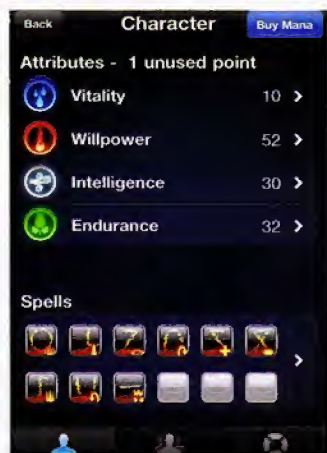 Back Character Buy Mana
Attributes - 1 unused point
Vitality 10 >
Willpower 52 >
Intelligence 30 >
Endurance 32 >
Spells
>